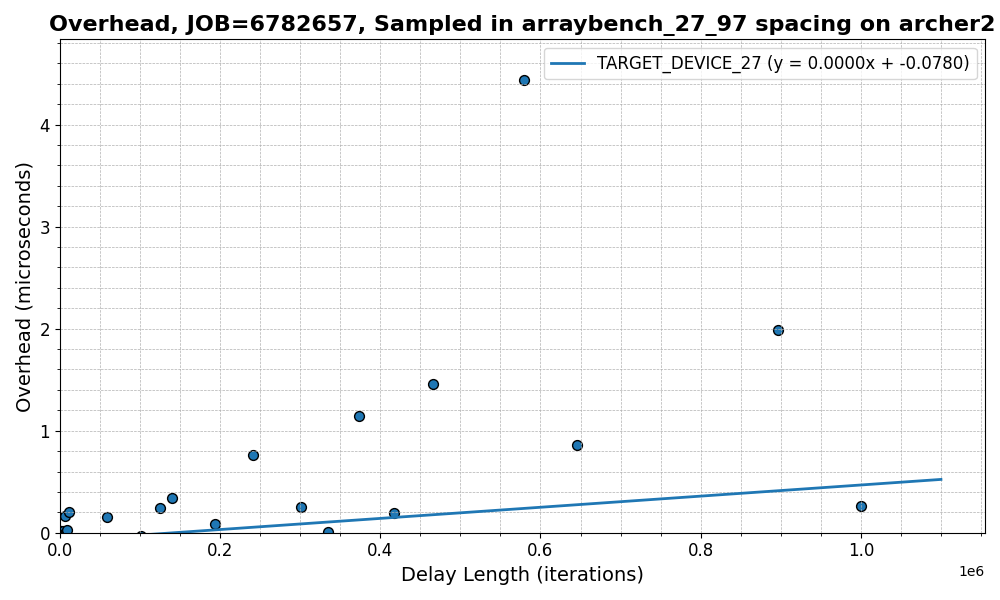 Overhead, JOB=6782657, Sampled in arraybench_27_97 spacing on archer2
TARGET_DEVICE_27 (y = 0.0000x + -0.0780)
Overhead (microseconds)
4
3
2
1
0
0.0 0.2 0.4 0.6 0.8 1.0
1e6
Delay Length (iterations)